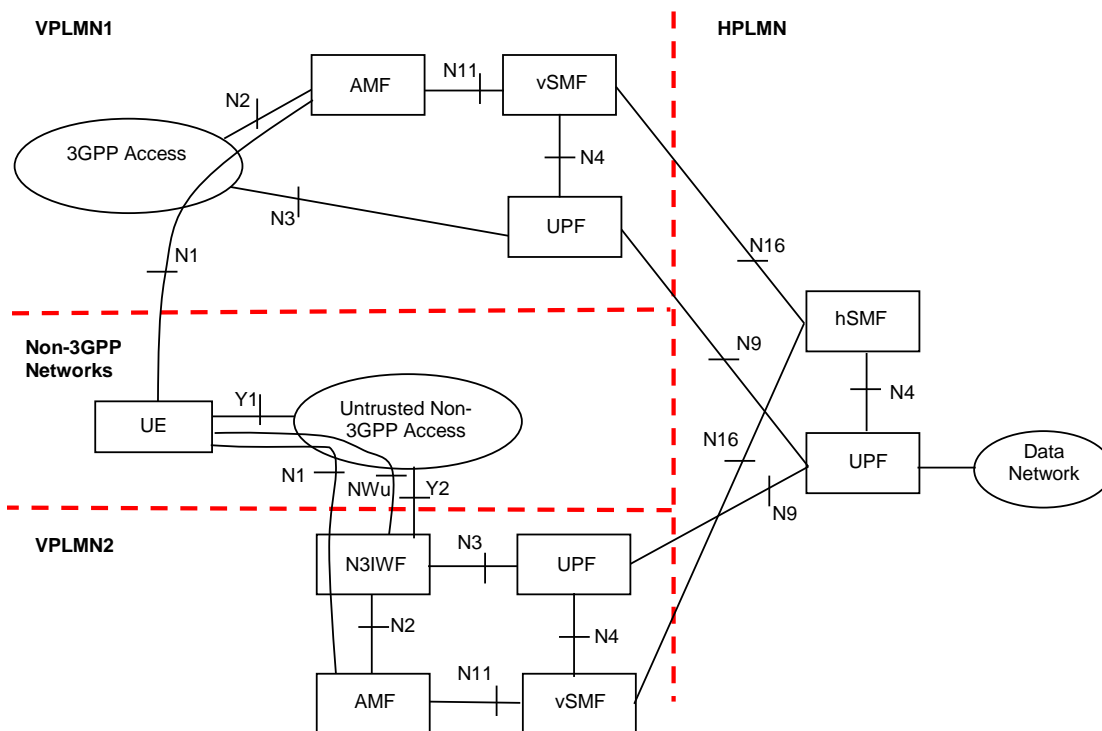 VPLMN1
HPLMN
AMF
N11
vSMF
N2
3GPP Access
N4
N3
UPF
N1
N16
hSMF
Non-3GPP
Networks
N9
N4
Y1
Untrusted Non-
3GPP Access
UE
N16
UPF
Data
Network
N1
NWu
Y2
N9
VPLMN2
N3
N3IWF
UPF
N2
N4
N11
AMF
vSMF